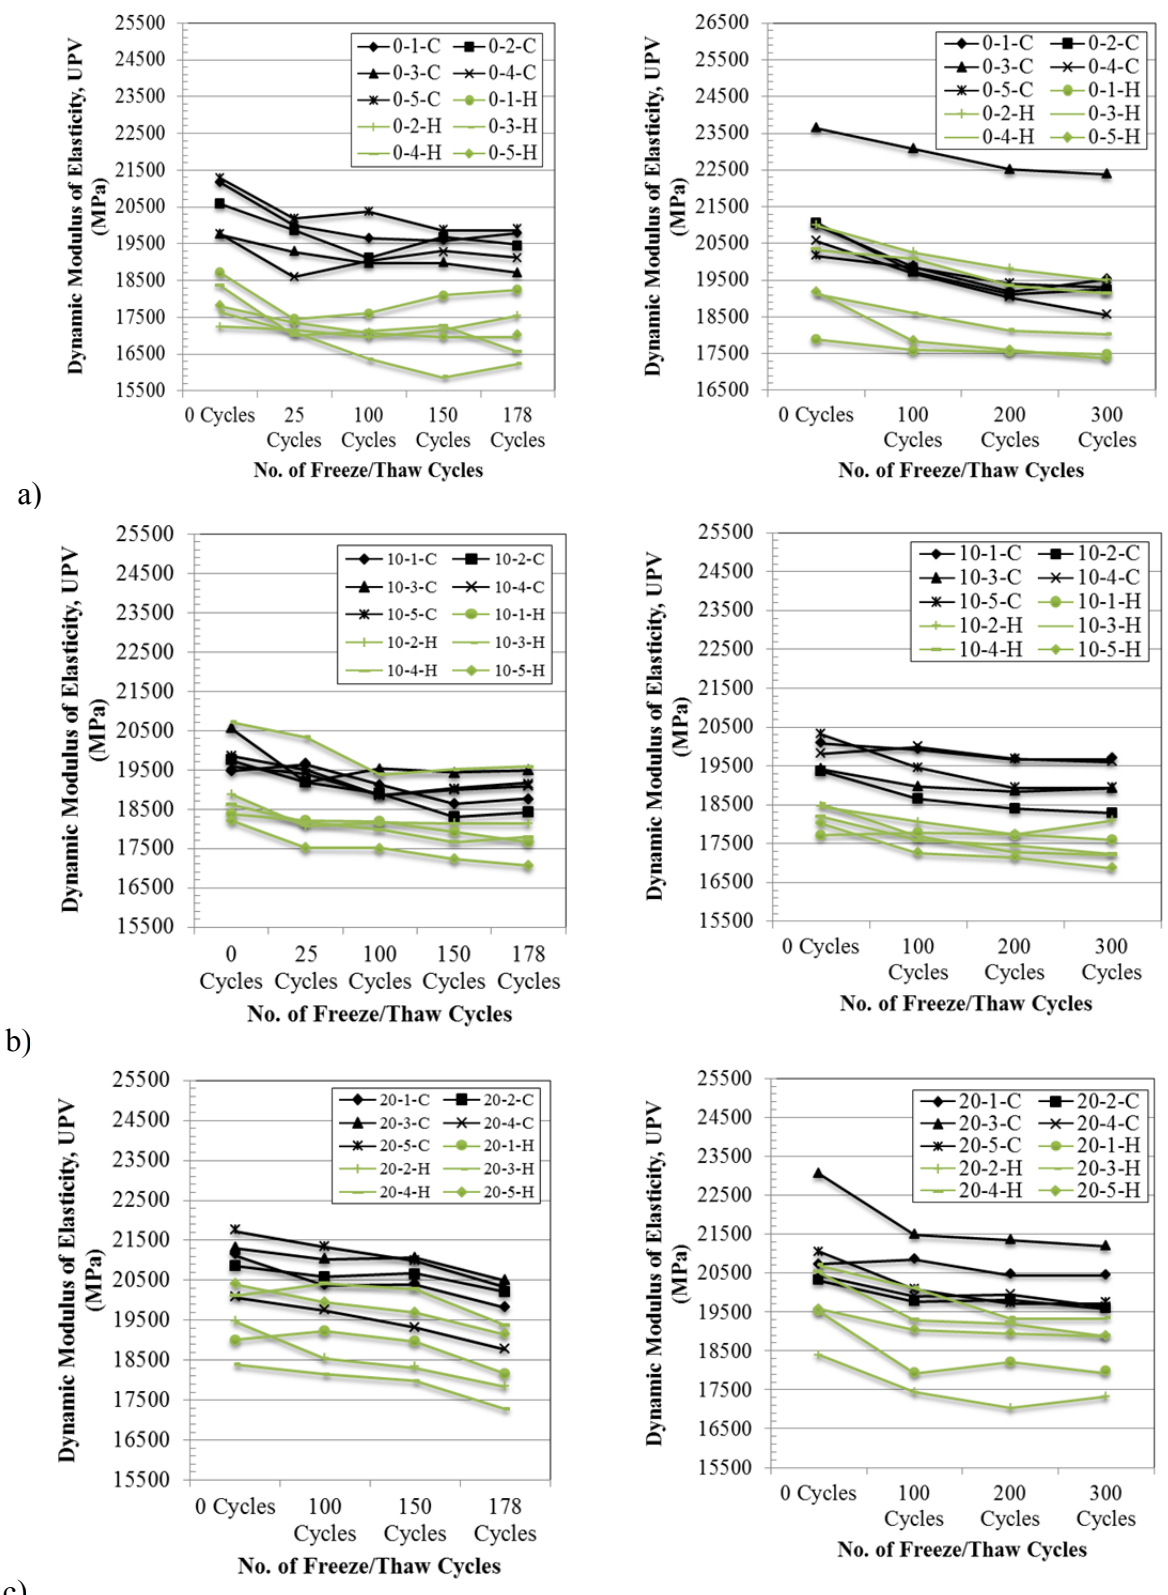 Dynamic Modulus of Elasticity, UPV
(MPa)
25500
24500
23500
22500
21500
20500
19500
18500
17500
16500
15500
0-1-C 0-2-C
0-3-C 0-4-C
0-5-C 0-1-H
0-2-H 0-3-H
0-4-H 0-5-H
0 Cycles 25 100 150 178
Cycles Cycles Cycles Cycles
No. of Freeze/Thaw Cycles
Dynamic Modulus of Elasticity, UPV
(MPa)
26500
25500
24500
23500
22500
21500
20500
19500
18500
17500
16500
0-1-C 0-2-C
0-3-C 0-4-C
0-5-C 0-1-H
0-2-H 0-3-H
0-4-H 0-5-H
0 Cycles 100 200 300
Cycles Cycles Cycles
No. of Freeze/Thaw Cycles
a)
Dynamic Modulus of Elasticity, UPV
(MPa)
25500
24500
23500
22500
21500
20500
19500
18500
17500
16500
15500
10-1-C 10-2-C
10-3-C 10-4-C
10-5-C 10-1-H
10-2-H 10-3-H
10-4-H 10-5-H
0 25 100 150 178
Cycles Cycles Cycles Cycles Cycles
No. of Freeze/Thaw Cycles
Dynamic Modulus of Elasticity, UPV
(MPa)
25500
24500
23500
22500
21500
20500
19500
18500
17500
16500
15500
10-1-C 10-2-C
10-3-C 10-4-C
10-5-C 10-1-H
10-2-H 10-3-H
10-4-H 10-5-H
0 Cycles 100 200 300
Cycles Cycles Cycles
No. of Freeze/Thaw Cycles
b)
Dynamic Modulus of Elasticity, UPV
(MPa)
25500
24500
23500
22500
21500
20500
19500
18500
17500
16500
15500
20-1-C 20-2-C
20-3-C 20-4-C
20-5-C 20-1-H
20-2-H 20-3-H
20-4-H 20-5-H
0 Cycles 100 150 178
Cycles Cycles Cycles
No. of Freeze/Thaw Cycles
Dynamic Modulus of Elasticity, UPV
(MPa)
25500
24500
23500
22500
21500
20500
19500
18500
17500
16500
15500
20-1-C 20-2-C
20-3-C 20-4-C
20-5-C 20-1-H
20-2-H 20-3-H
20-4-H 20-5-H
0 Cycles 100 200 300
Cycles Cycles Cycles
No. of Freeze/Thaw Cycles
c)